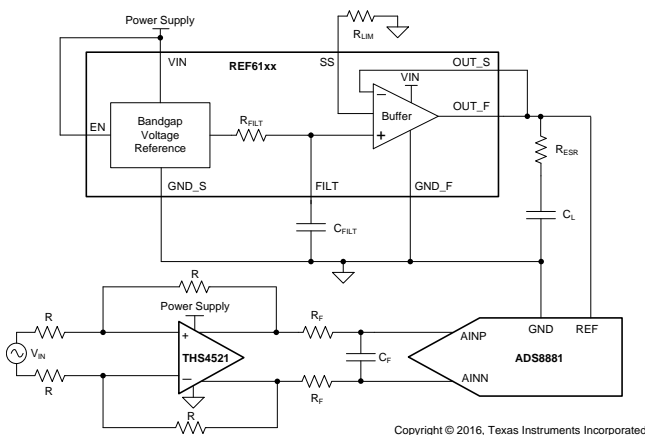 Power Supply
R_LIM
VIN
REF61xx
SS
OUT_S
VIN
OUT_F
EN
Bandgap
Voltage
Reference
R_FILT
−
Buffer
+
R_ESR
GND_S
FILT
GND_F
C_FILT
C_L
R
Power Supply
R
R_F
GND
REF
AINP
+
V_IN
THS4521
C_F
ADS8881
−
R
AINN
R_F
R
Copyright © 2016, Texas Instruments Incorporated